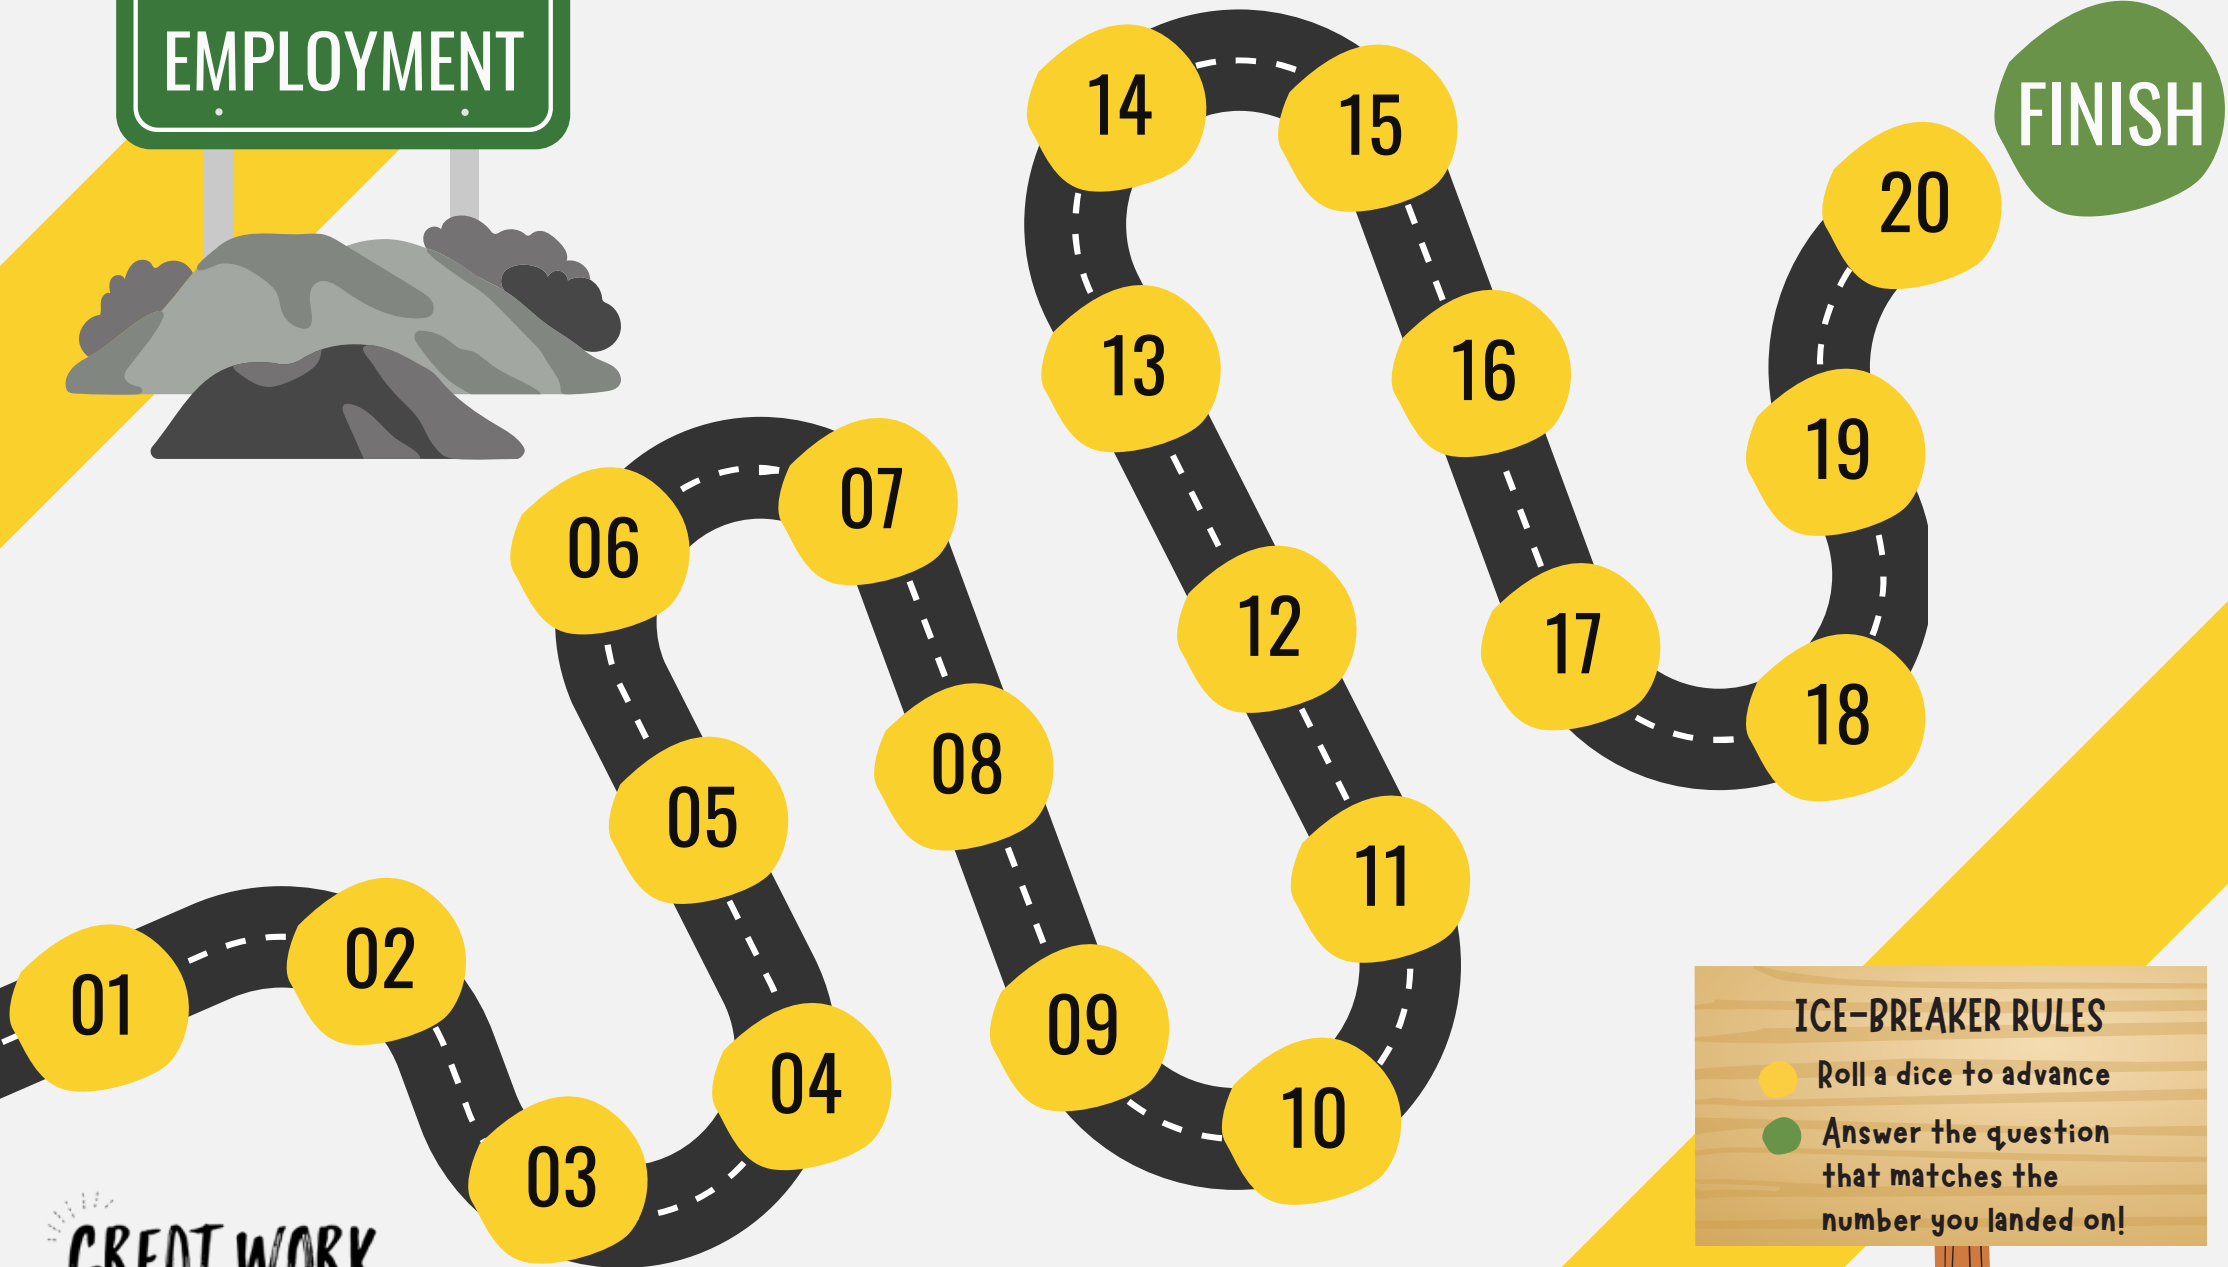 EMPLOYMENT
FINISH
01
02
03
04
05
06
07
08
09
10
11
12
13
14
15
16
17
18
19
20
ICE-BREAKER RULES
Roll a dice to advance
Answer the question
that matches the
number you landed on!
GREAT WORK